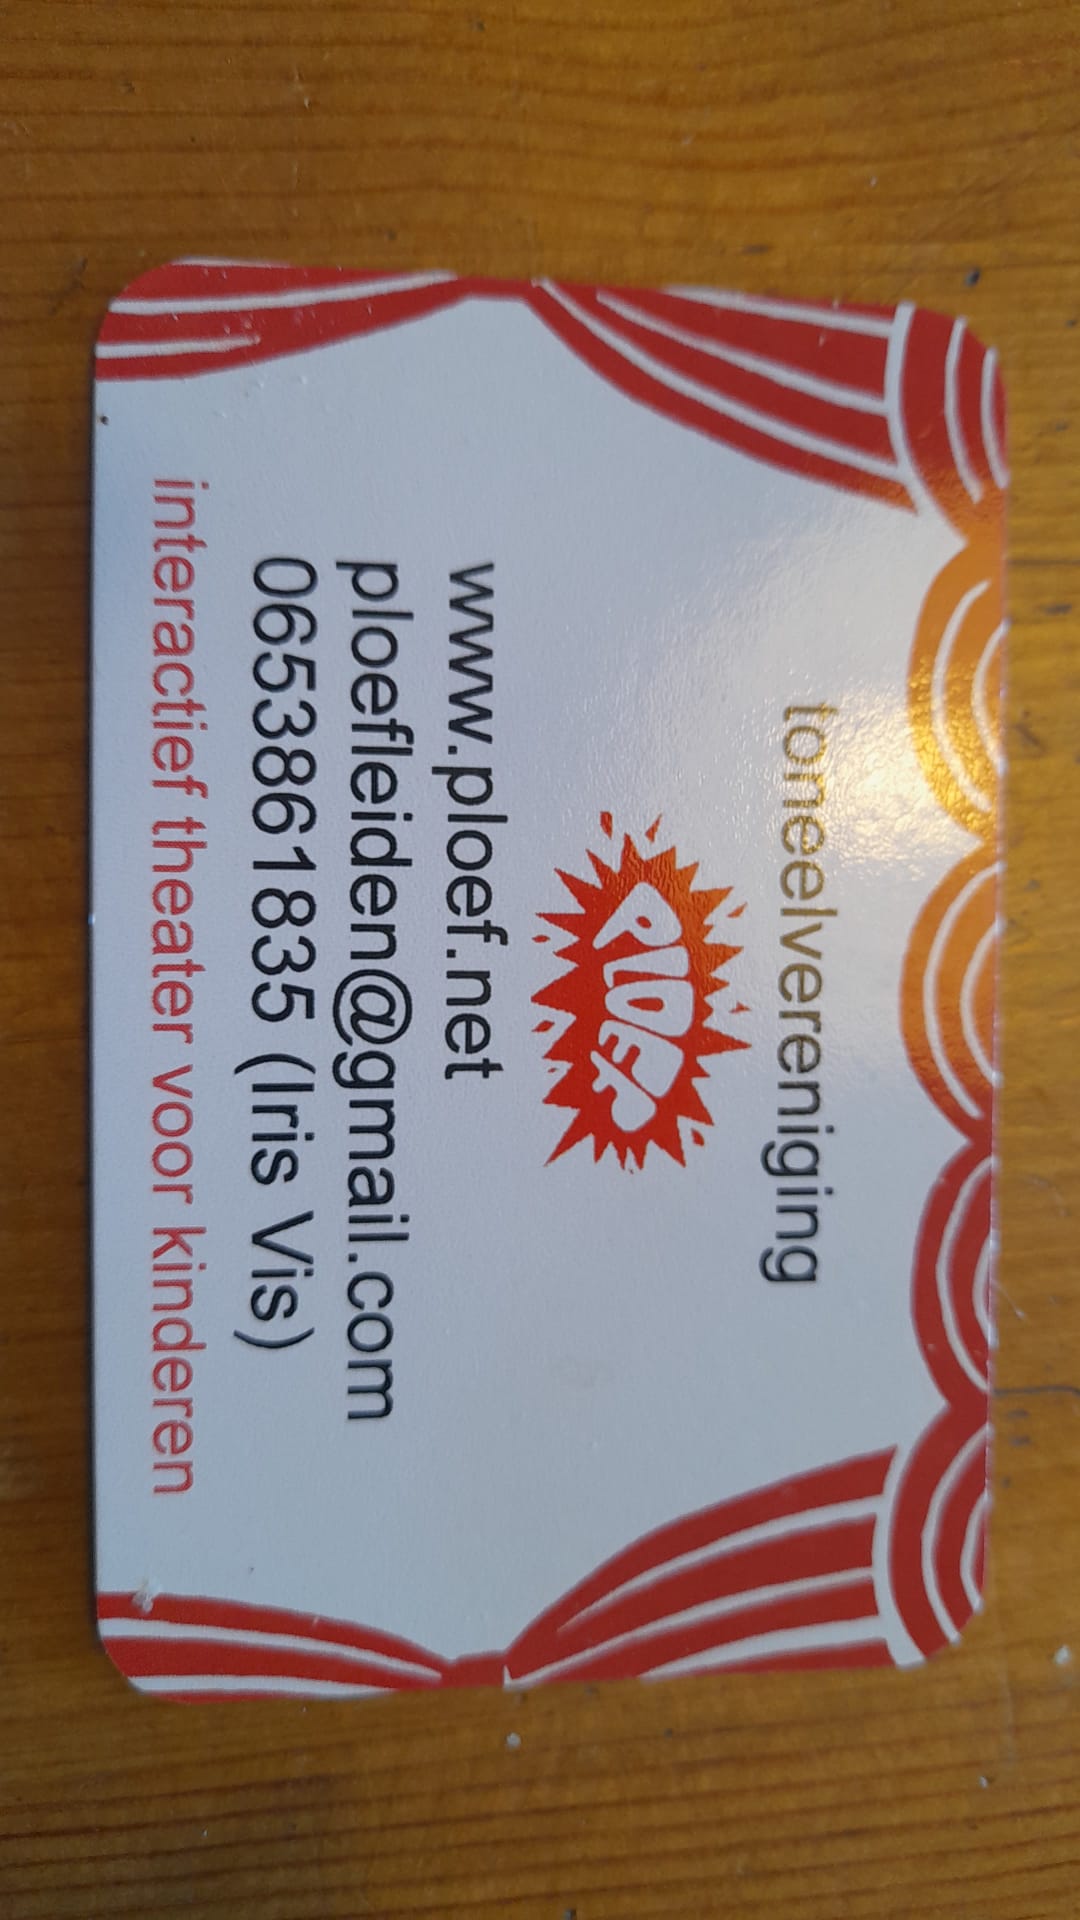 toneelvereniging
PLOEF
www.ploef.net
ploefleiden@gmail.com
0653861835 (Iris Vis)
interactief theater voor kinderen